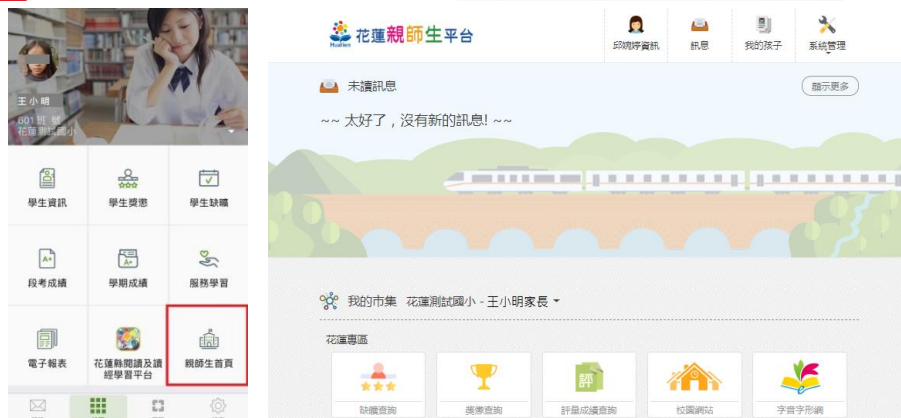 王小明
601 班 號
花蓮測試國小
學生資訊
學生獎懲
學生缺曠
段考成績
學期成績
服務學習
電子報表
花蓮縣閱讀及讀
經學習平台
親師生首頁
Hualien
花蓮親師生平台
邱婉婷資訊
訊息
我的孩子
系統管理
未讀訊息
顯示更多
~~ 太好了，沒有新的訊息! ~~
我的市集 花蓮測試國小 - 王小明家長
花蓮專區
評
缺曠查詢
獎懲查詢
評量成績查詢
校園網站
字音字形網